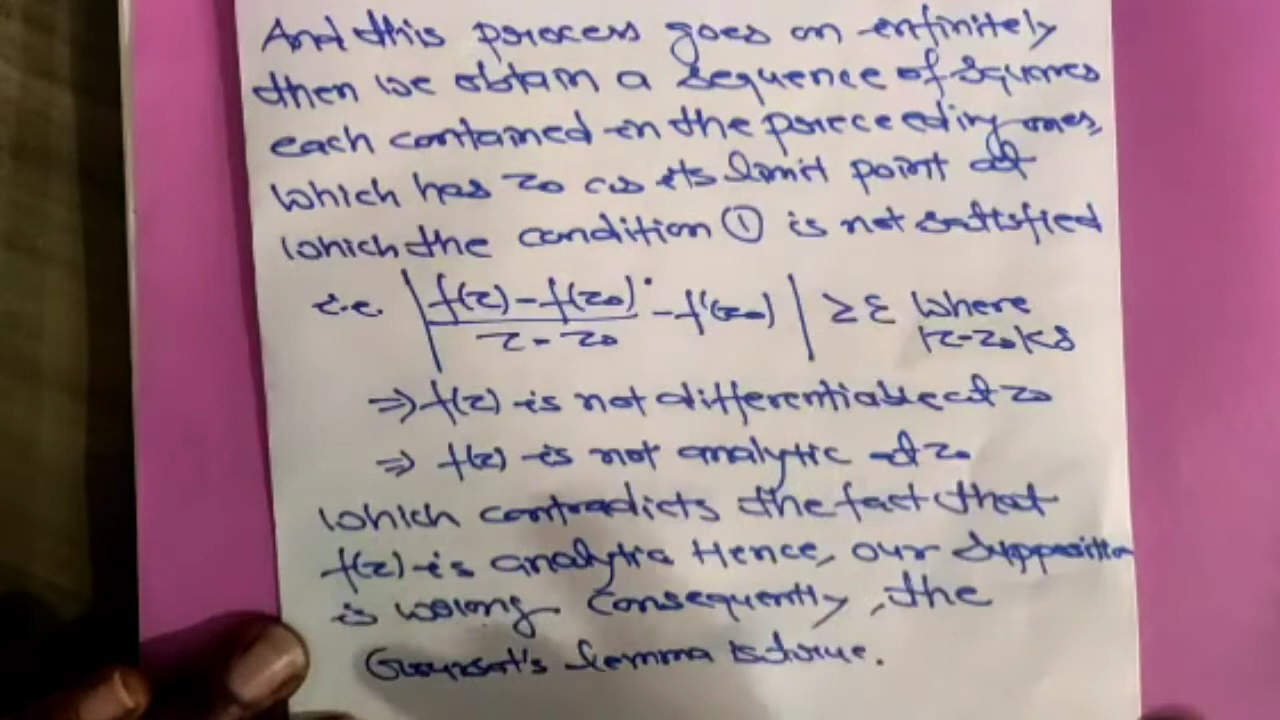 And this process goes on enfinitely
then we obtain a sequence of squares
each contained in the preceeding ones,
which has z₀ as its limit point at
which the condition ① is not satisfied
i.e. |f(z)-f(z₀)/z-z₀ - f'(z₀)| ≥ ε where |z-z₀|<δ
⇒ f(z) is not differentiable at z₀
⇒ f(z) is not analytic at z₀
which contradicts the fact that
f(z) is analytic Hence, our supposition
is wrong. Consequently, the
Goursat's lemma is true.